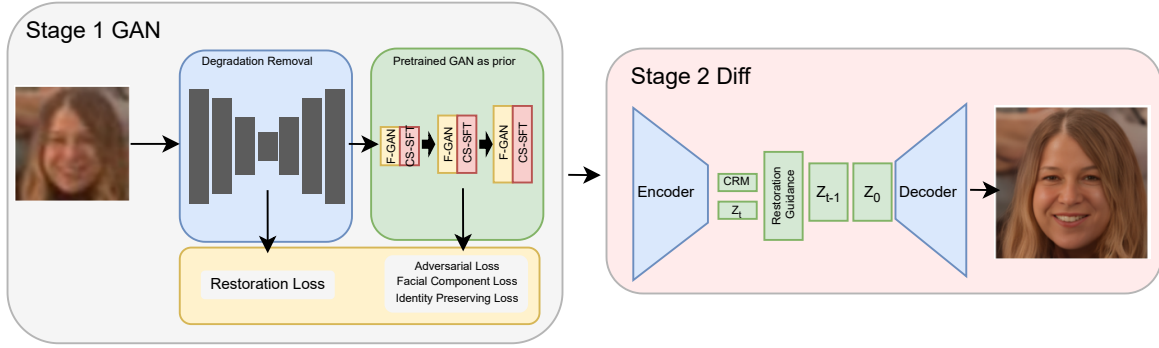 Stage 1 GAN
Degradation Removal
Pretrained GAN as prior
F-GAN
CS-SFT
F-GAN
CS-SFT
F-GAN
CS-SFT
Restoration Loss
Adversarial Loss
Facial Component Loss
Identity Preserving Loss
Stage 2 Diff
Encoder
CRM
Zt
Restoration
Guidance
Zt-1
Z0
Decoder